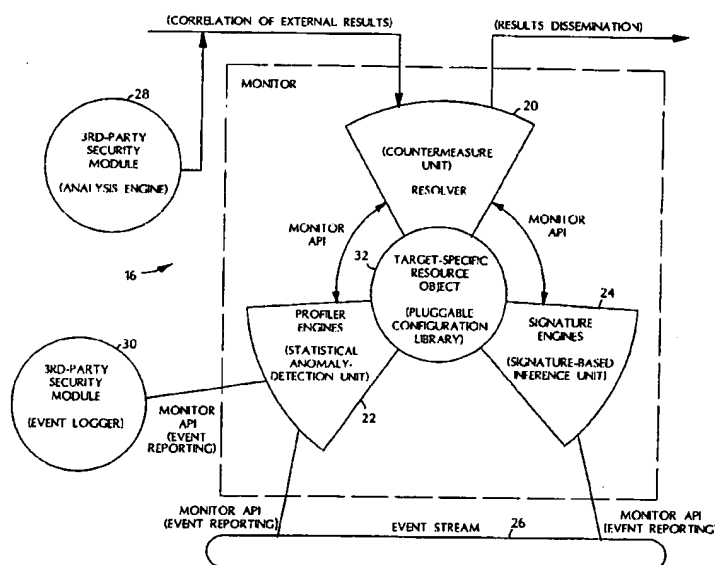 (CORRELATION OF EXTERNAL RESULTS)
(RESULTS DISSEMINATION)
MONITOR
28
3RD-PARTY
SECURITY
MODULE
(ANALYSIS ENGINE)
20
(COUNTERMEASURE
UNIT)
RESOLVER
MONITOR
API
MONITOR
API
16
32
TARGET-SPECIFIC
RESOURCE
OBJECT
(PLUGGABLE
CONFIGURATION
LIBRARY)
24
PROFILER
ENGINES
(STATISTICAL
ANOMALY-
DETECTION UNIT)
22
SIGNATURE
ENGINES
(SIGNATURE-BASED
INFERENCE UNIT)
30
3RD-PARTY
SECURITY
MODULE
(EVENT LOGGER)
MONITOR
API
(EVENT
REPORTING)
MONITOR API
(EVENT REPORTING)
EVENT STREAM
26
MONITOR API
(EVENT REPORTING)